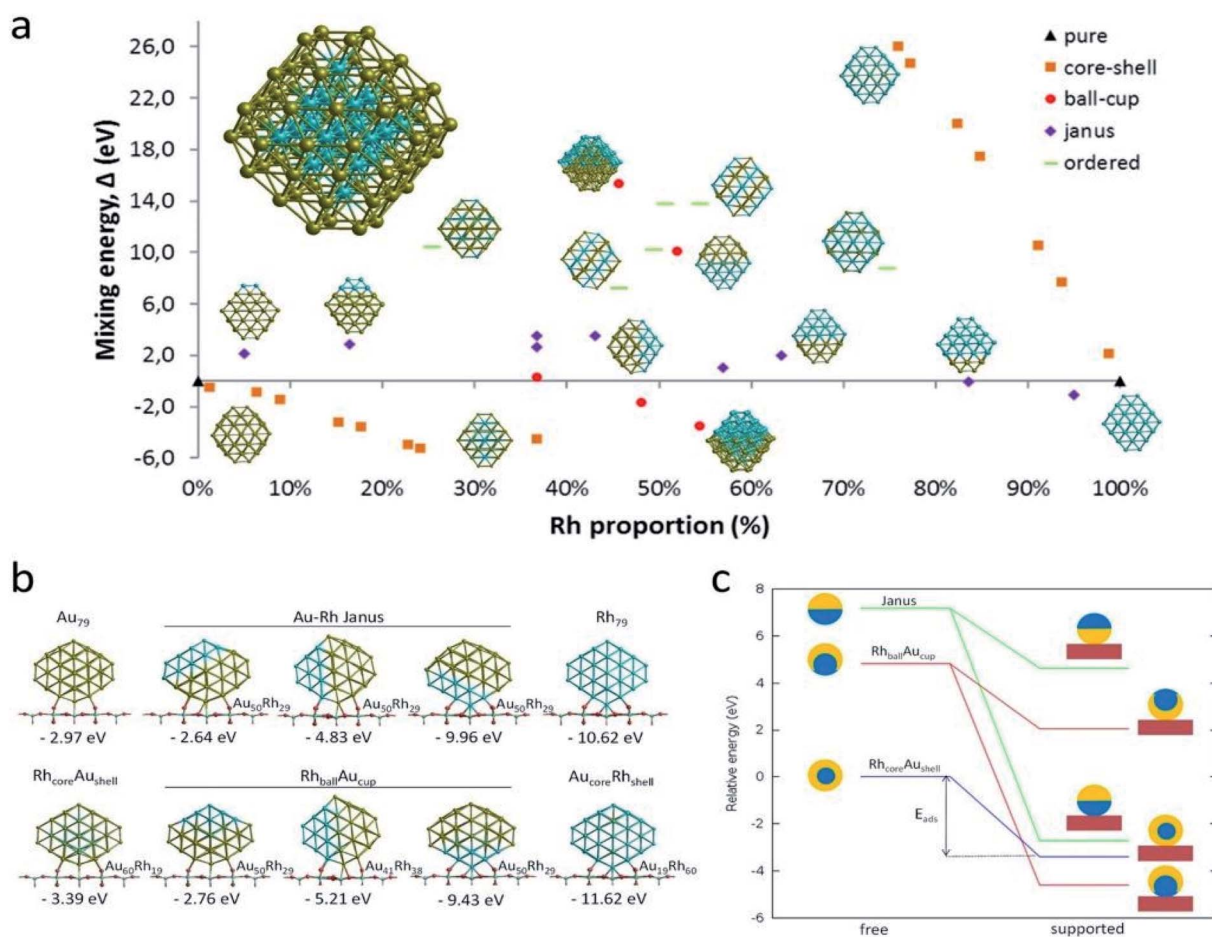 a
Mixing energy, Δ (eV)
26,0
22,0
18,0
14,0
10,0
6,0
2,0
-2,0
-6,0
pure
core-shell
ball-cup
janus
ordered
0% 10% 20% 30% 40% 50% 60% 70% 80% 90% 100%
Rh proportion (%)
b
Au79 Au-Rh Janus Rh79
Au50Rh29 Au50Rh29 Au50Rh29
- 2.97 eV - 2.64 eV -4.83 eV -9.96 eV - 10.62 eV
RhcoreAushell RhballAucup AucoreRhshell
Au60Rh19 Au50Rh29 Au41Rh38 Au50Rh29 Au19Rh60
- 3.39 eV - 2.76 eV -5.21 eV - 9.43 eV - 11.62 eV
c
Relative energy (eV)
8
6
4
2
0
-2
-4
-6
Janus
RhballAucup
RhcoreAushell
Eads
free supported